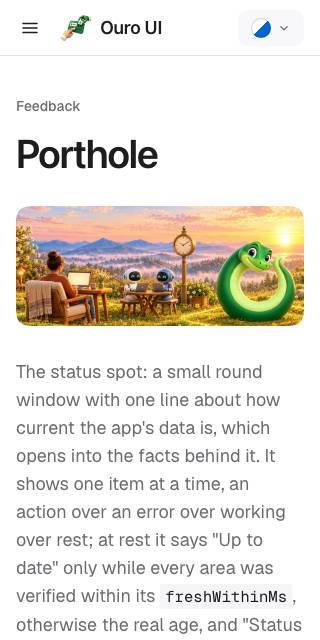 Ouro UI
Feedback
Porthole
The status spot: a small round
window with one line about how
current the app's data is, which
opens into the facts behind it. It
shows one item at a time, an
action over an error over working
over rest; at rest it says "Up to
date" only while every area was
verified within its freshWithinMs,
otherwise the real age, and "Status